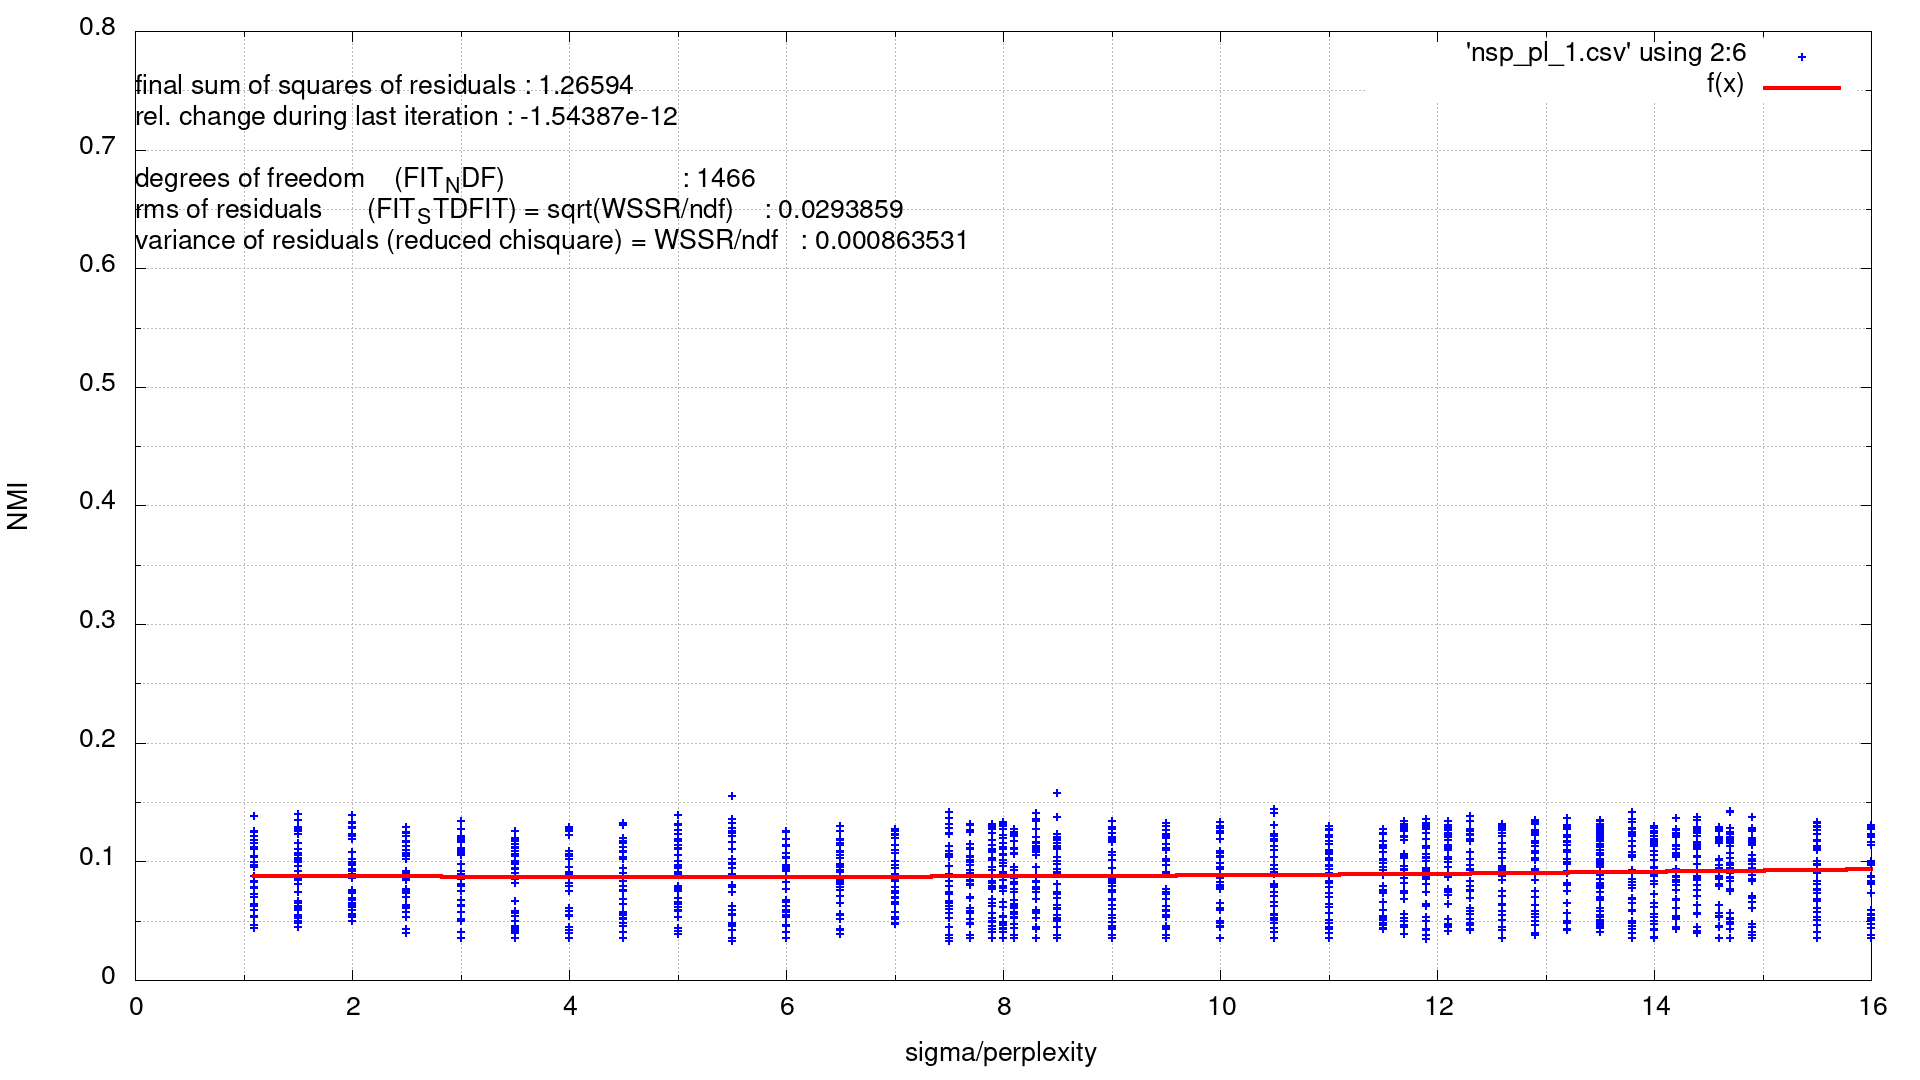 0.8
'nsp_pl_1.csv' using 2:6
f(x)
final sum of squares of residuals : 1.26594
rel. change during last iteration : -1.54387e-12
0.7
degrees of freedom (FIT_NDF) : 1466
rms of residuals (FIT_STDFIT) = sqrt(WSSR/ndf) : 0.0293859
variance of residuals (reduced chisquare) = WSSR/ndf : 0.000863531
0.6
0.5
0.4
NMI
0.3
0.2
0.1
0
0 2 4 6 8 10 12 14 16
sigma/perplexity